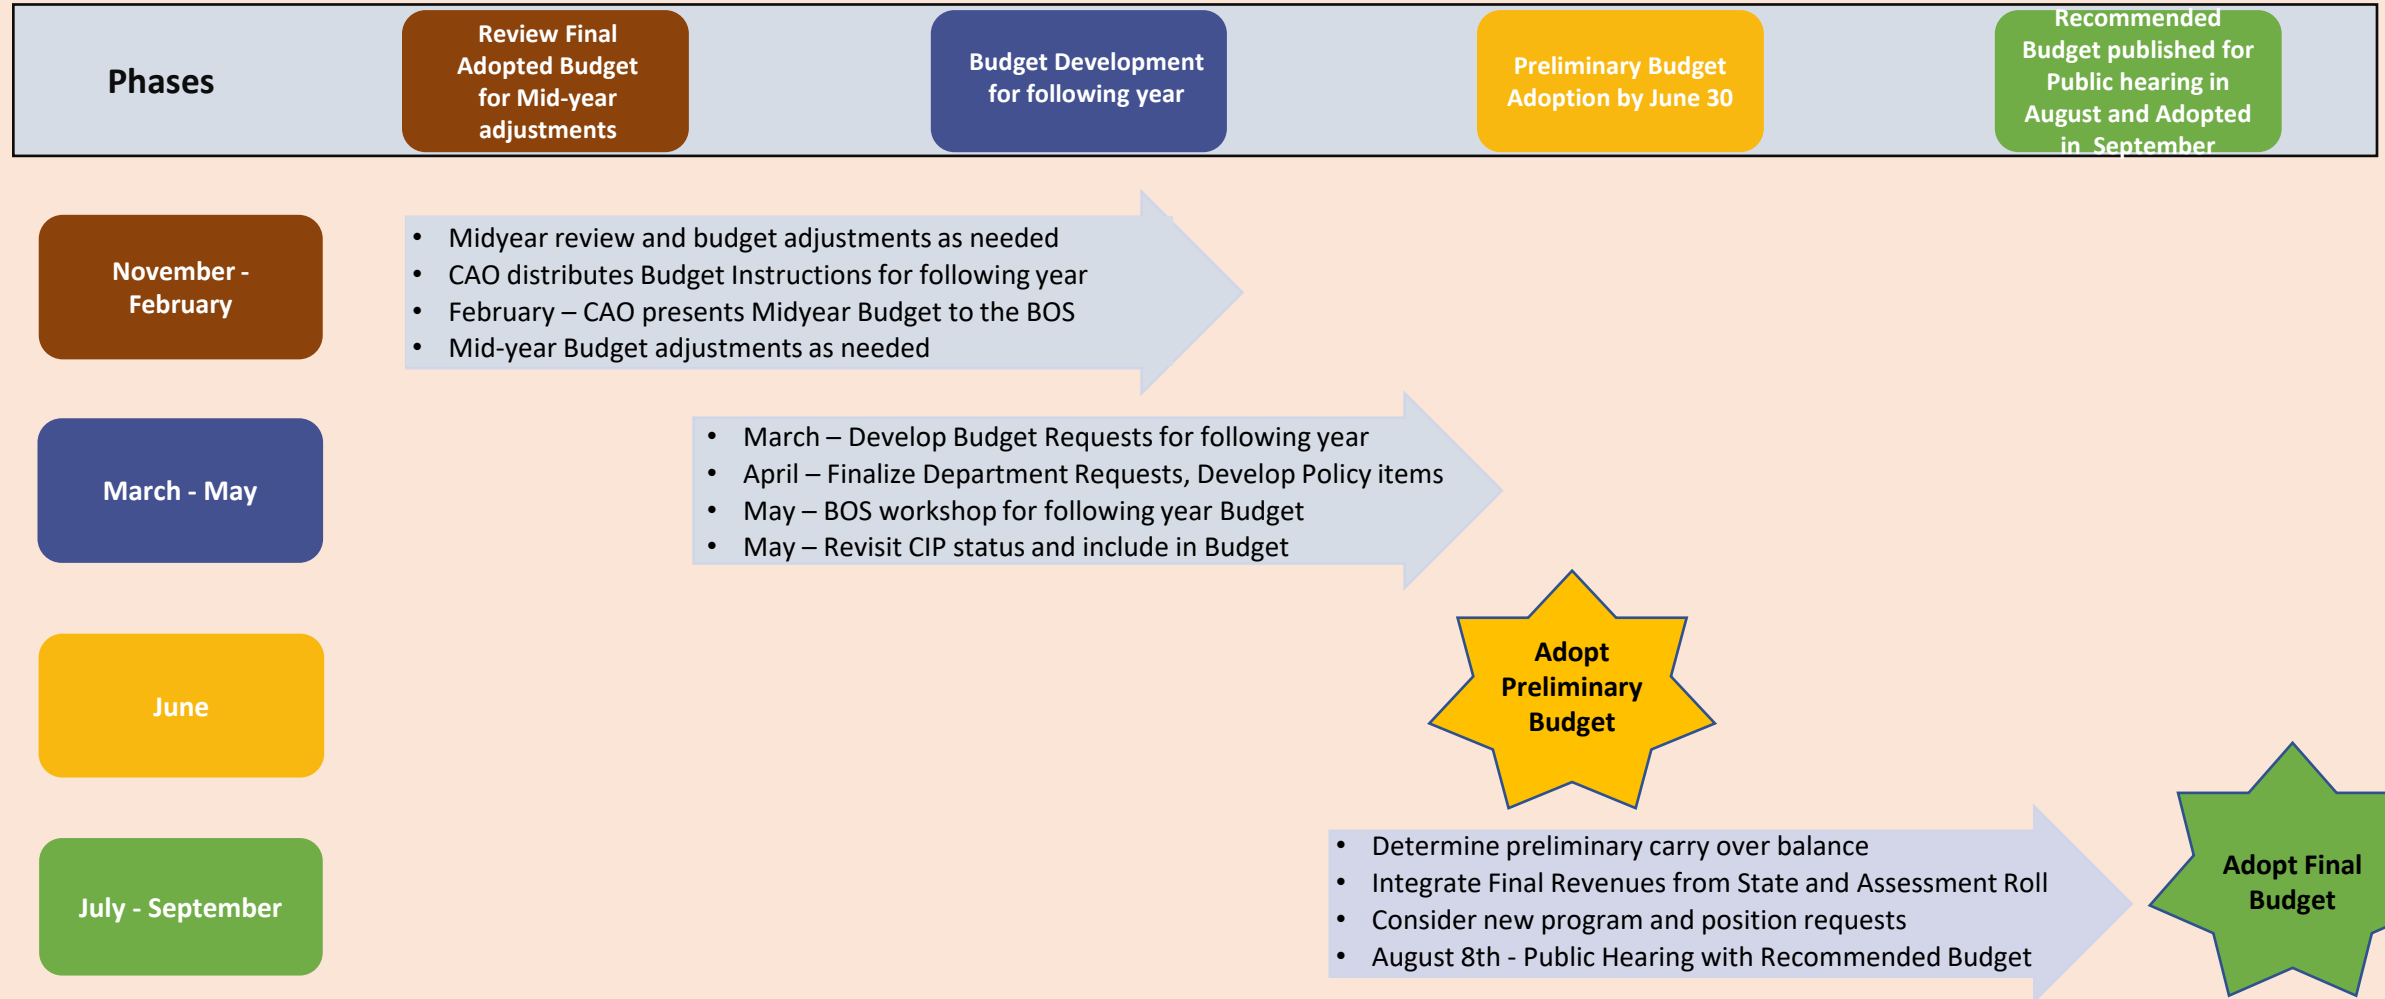 Phases
Review Final
Adopted Budget
for Mid-year
adjustments
Budget Development
for following year
Preliminary Budget
Adoption by June 30
Recommended
Budget published for
Public hearing in
August and Adopted
in September
November -
February
• Midyear review and budget adjustments as needed
• CAO distributes Budget Instructions for following year
• February – CAO presents Midyear Budget to the BOS
• Mid-year Budget adjustments as needed
March - May
• March – Develop Budget Requests for following year
• April – Finalize Department Requests, Develop Policy items
• May – BOS workshop for following year Budget
• May – Revisit CIP status and include in Budget
June
Adopt
Preliminary
Budget
July - September
• Determine preliminary carry over balance
• Integrate Final Revenues from State and Assessment Roll
• Consider new program and position requests
• August 8th - Public Hearing with Recommended Budget
Adopt Final
Budget